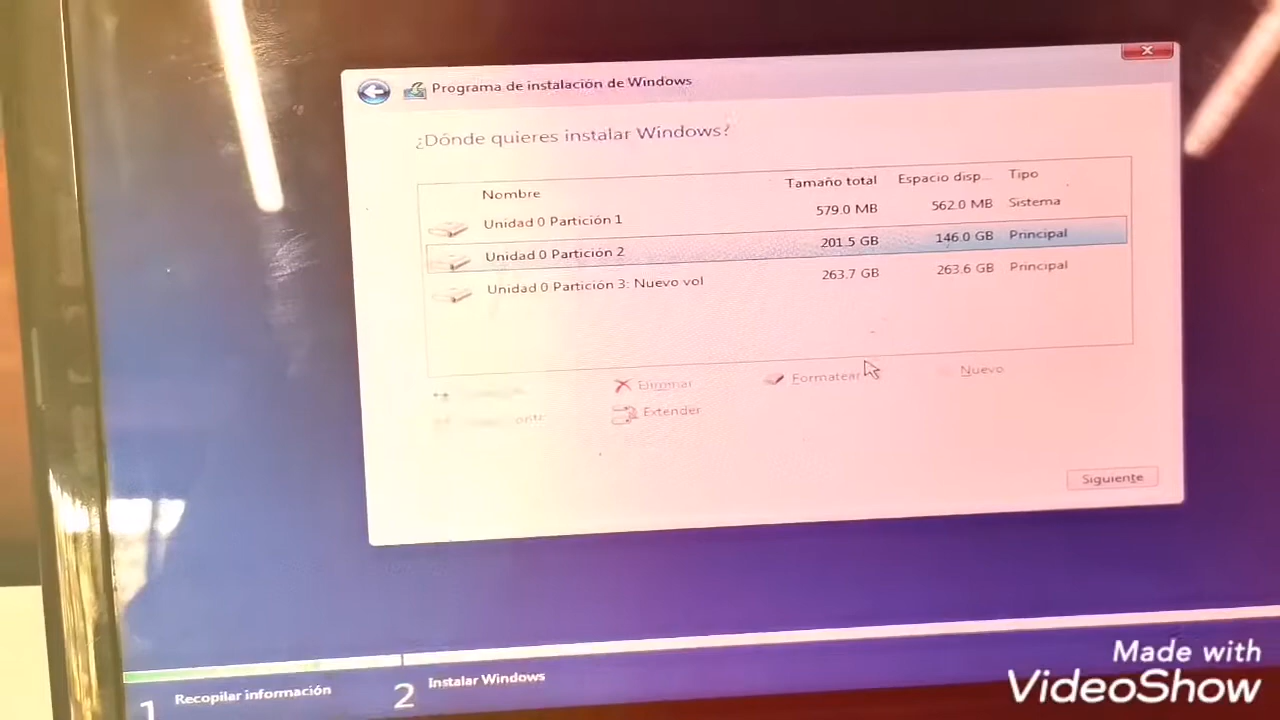 Programa de instalación de Windows
¿Dónde quieres instalar Windows?
Nombre Tamaño total Espacio disp... Tipo
Unidad 0 Partición 1 579.0 MB 562.0 MB Sistema
Unidad 0 Partición 2 201.5 GB 146.0 GB Principal
Unidad 0 Partición 3: Nuevo vol 263.7 GB 263.6 GB Principal
Eliminar Formatear Nuevo
Extender
Siguiente
1 Recopilar información 2 Instalar Windows
Made with
VideoShow